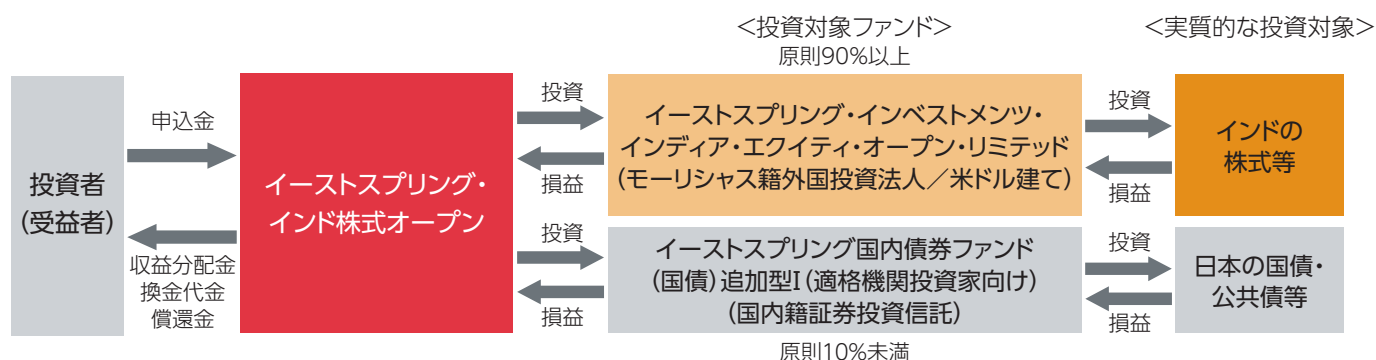 ＜投資対象ファンド＞
原則90%以上
＜実質的な投資対象＞
投資者
（受益者）
申込金
収益分配金
換金代金
償還金
イーストスプリング・
インド株式オープン
投資
損益
イーストスプリング・インベストメンツ・
インディア・エクイティ・オープン・リミテッド
（モーリシャス籍外国投資法人／米ドル建て）
投資
損益
インドの
株式等
投資
損益
イーストスプリング国内債券ファンド
（国債）追加型I（適格機関投資家向け）
（国内籍証券投資信託）
原則10%未満
投資
損益
日本の国債・
公共債等